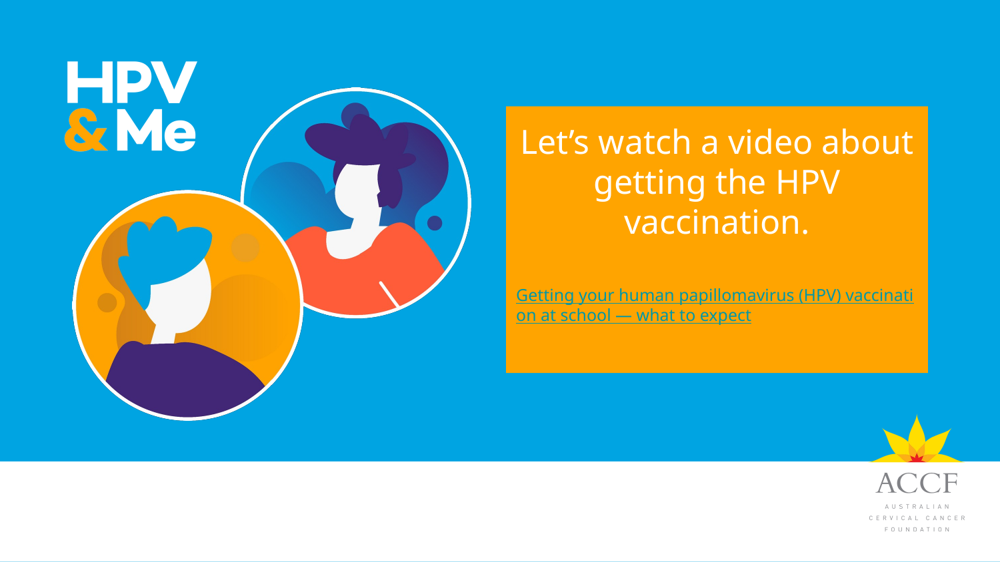 HPV
& Me
Let’s watch a video about
getting the HPV
vaccination.
Getting your human papillomavirus (HPV) vaccinati
on at school — what to expect
ACCF
AUSTRALIAN
CERVICAL CANCER
FOUNDATION